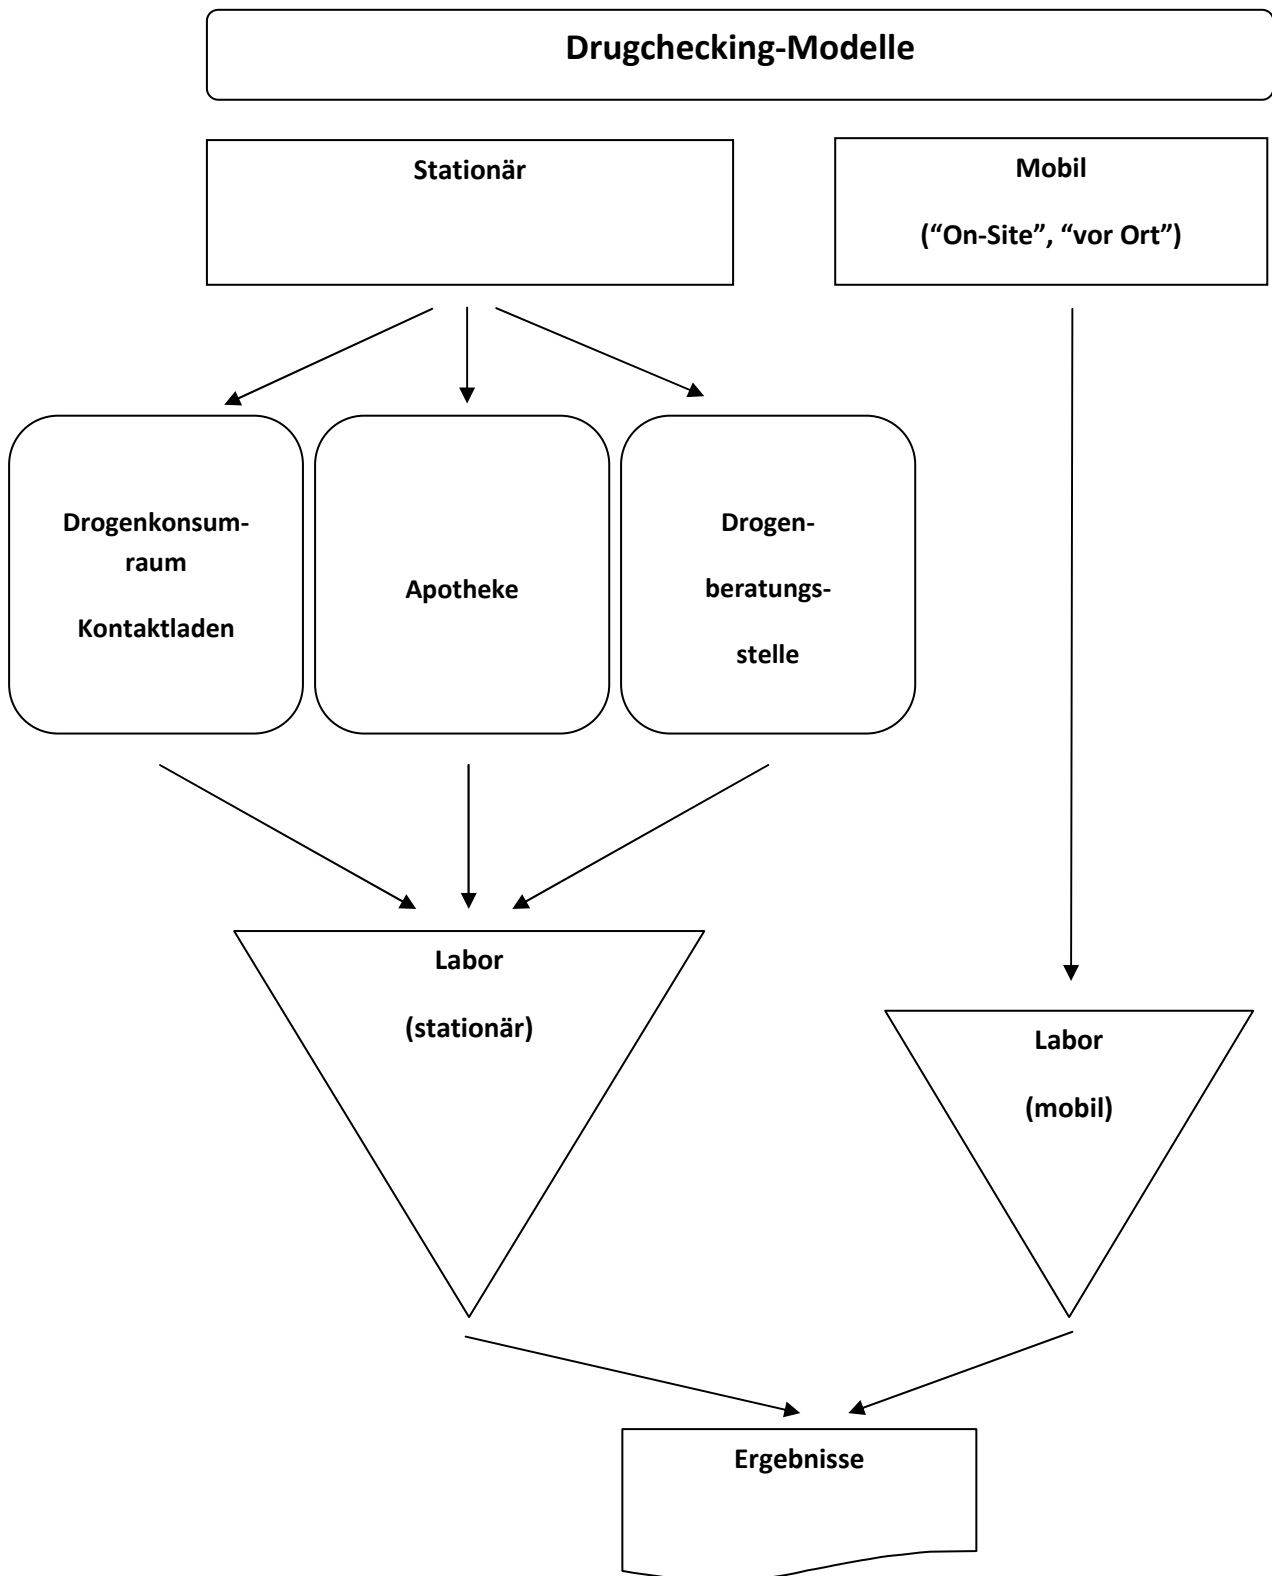 Drugchecking-Modelle
Stationär
Mobil
(“On-Site”, “vor Ort”)
Drogenkonsum-
raum
Kontaktladen
Apotheke
Drogen-
beratungs-
stelle
Labor
(stationär)
Labor
(mobil)
Ergebnisse